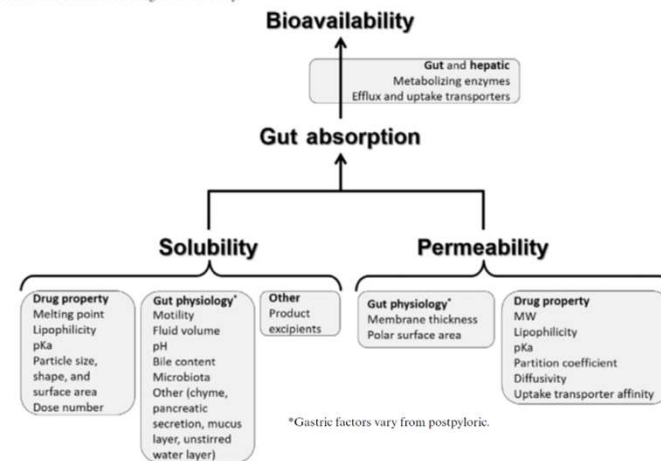 Bioavailability
Gut and hepatic
Metabolizing enzymes
Efflux and uptake transporters
Gut absorption
Solubility
Drug property
Melting point
Lipophilicity
pKa
Particle size,
shape, and
surface area
Dose number
Gut physiology*
Motility
Fluid volume
pH
Bile content
Microbiota
Other (chyme,
pancreatic
secretion, mucus
layer, unstirred
water layer)
Other
Product
excipients
Permeability
Gut physiology*
Membrane thickness
Polar surface area
Drug property
MW
Lipophilicity
pKa
Partition coefficient
Diffusivity
Uptake transporter affinity
*Gastric factors vary from postpyloric.